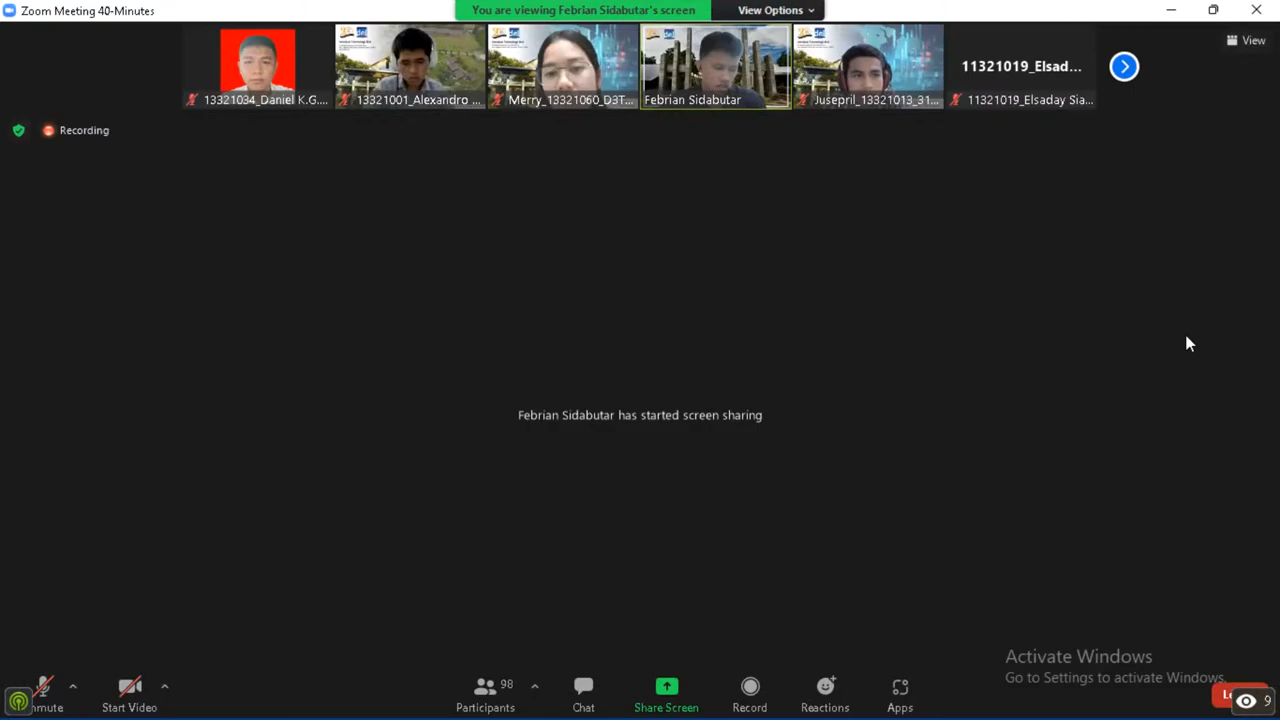 Zoom Meeting 40-Minutes
You are viewing Febrian Sidabutar's screen
View Options
View
11321034_Daniel K.G....
13321001_Alexandro ...
Merry_13321060_D3T...
Febrian Sidabutar
Jusepril_13321013_31...
11321019_Elsad...
11321019_Elsaday Sia...
Recording
Febrian Sidabutar has started screen sharing
Activate Windows
Go to Settings to activate Windows.
98
mute
Start Video
Participants
Chat
Share Screen
Record
Reactions
Apps
9